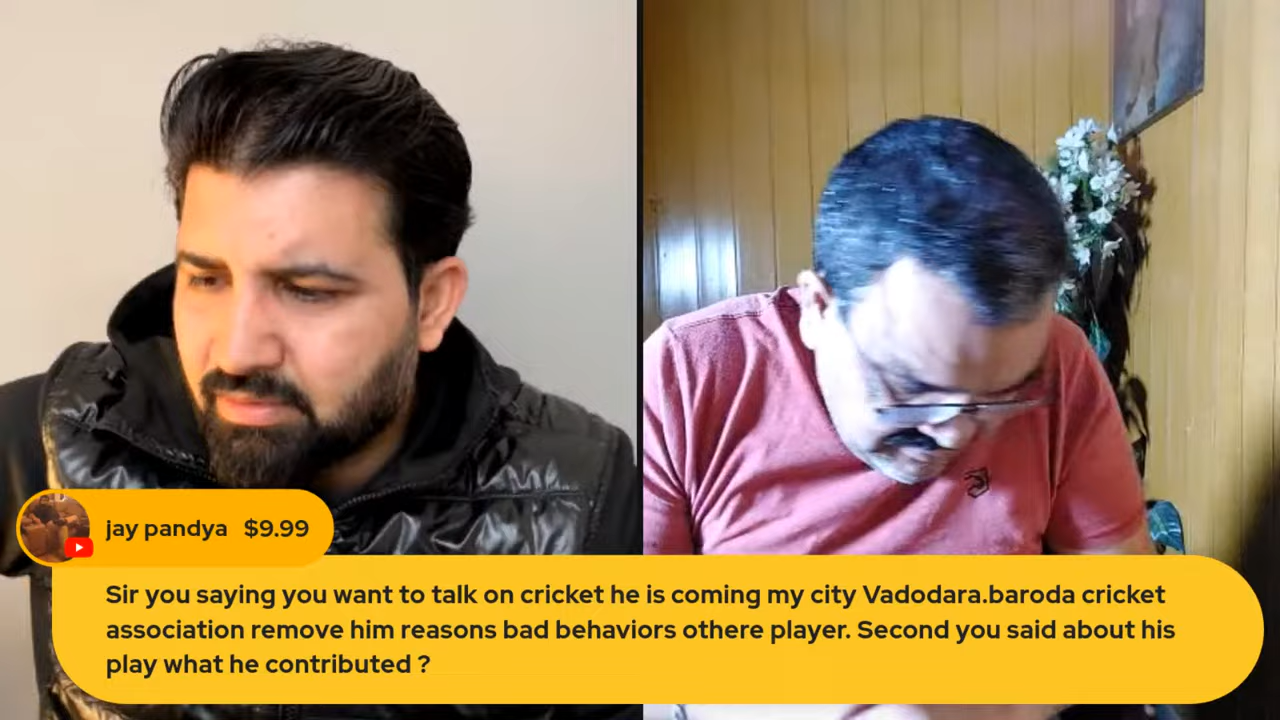 jay pandya $9.99
Sir you saying you want to talk on cricket he is coming my city Vadodara.baroda cricket
association remove him reasons bad behaviors othere player. Second you said about his
play what he contributed ?